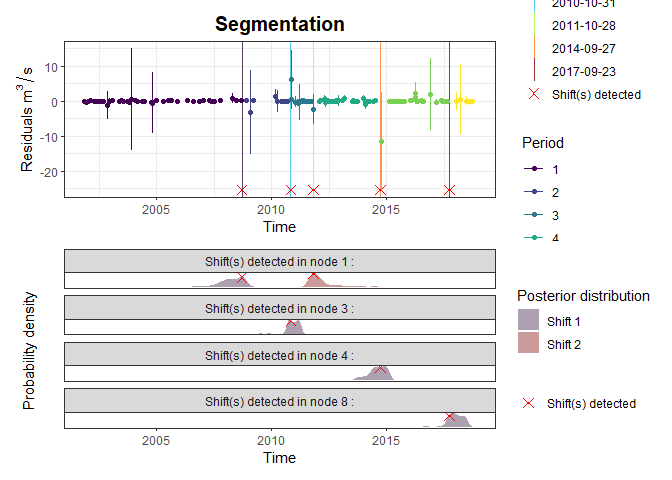 Segmentation
Residuals m³/s
10
0
-10
-20
2005
2010
2015
Time
2010-10-31
2011-10-28
2014-09-27
2017-09-23
Shift(s) detected
Period
1
2
3
4
Probability density
Shift(s) detected in node 1 :
Shift(s) detected in node 3 :
Shift(s) detected in node 4 :
Shift(s) detected in node 8 :
2005
2010
2015
Time
Posterior distribution
Shift 1
Shift 2
Shift(s) detected